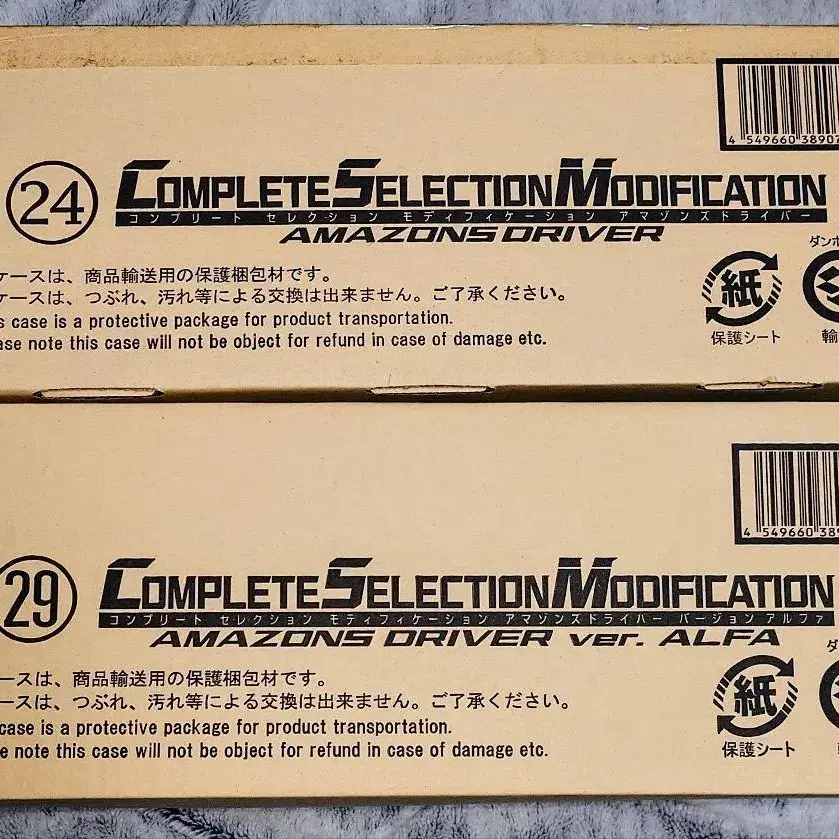 4 549660 38907
24
COMPLETE SELECTION MODIFICATION
コンプリート セレクション モディフィケーション アマゾンズドライバー
AMAZONS DRIVER
ダンボ
ケースは、商品輸送用の保護梱包材です。
ケースは、つぶれ、汚れ等による交換は出来ません。ご了承ください。
s case is a protective package for product transportation.
ase note this case will not be object for refund in case of damage etc.
紙
保護シート
輸
4 549660 389
29
COMPLETE SELECTION MODIFICATION
コンプリート セレクション モディフィケーション アマゾンズドライバー バージョンアルファ
AMAZONS DRIVER ver. ALFA
ダ
ースは、商品輸送用の保護梱包材です。
ースは、つぶれ、汚れ等による交換は出来ません。ご了承ください。
case is a protective package for product transportation.
e note this case will not be object for refund in case of damage etc.
紙
保護シート